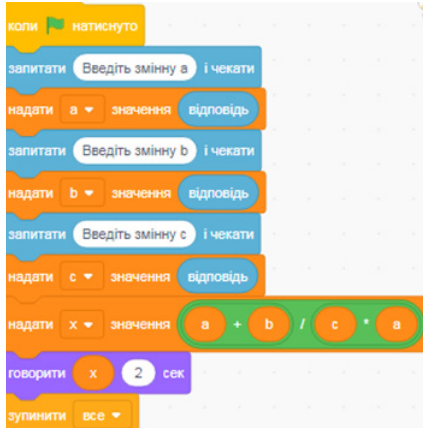 коли натиснуто
запитати Введіть змінну a і чекати
надати a значення відповідь
запитати Введіть змінну b і чекати
надати b значення відповідь
запитати Введіть змінну c і чекати
надати c значення відповідь
надати x значення a + b / c * a
говорити x 2 сек
зупинити все